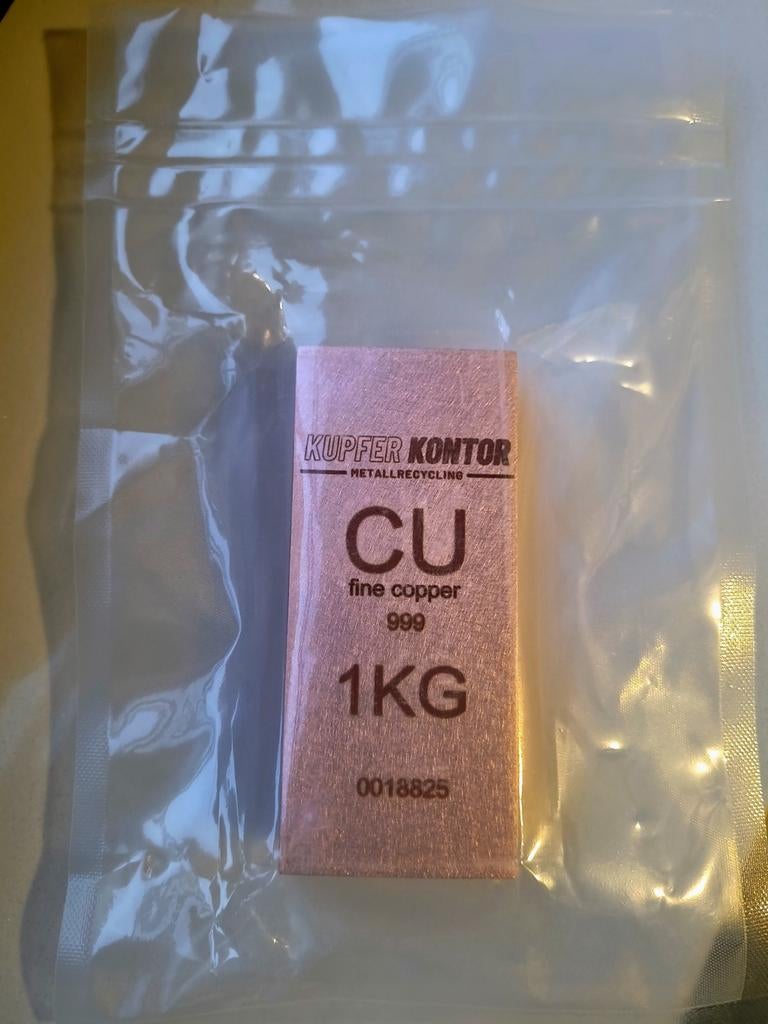 KUPFER KONTOR
METALLRECYCLING
CU
fine copper
999
1KG
0018825